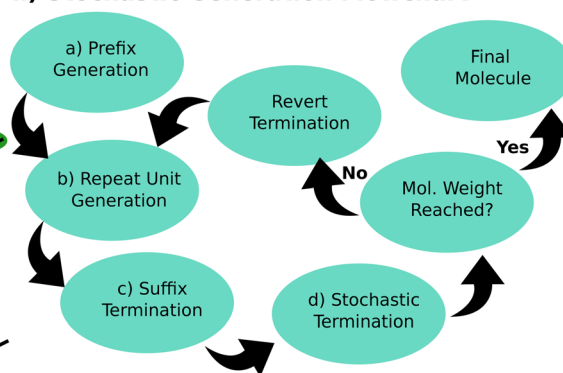 a) Prefix
Generation
Final
Molecule
Revert
Termination
Yes
No
b) Repeat Unit
Generation
Mol. Weight
Reached?
c) Suffix
Termination
d) Stochastic
Termination